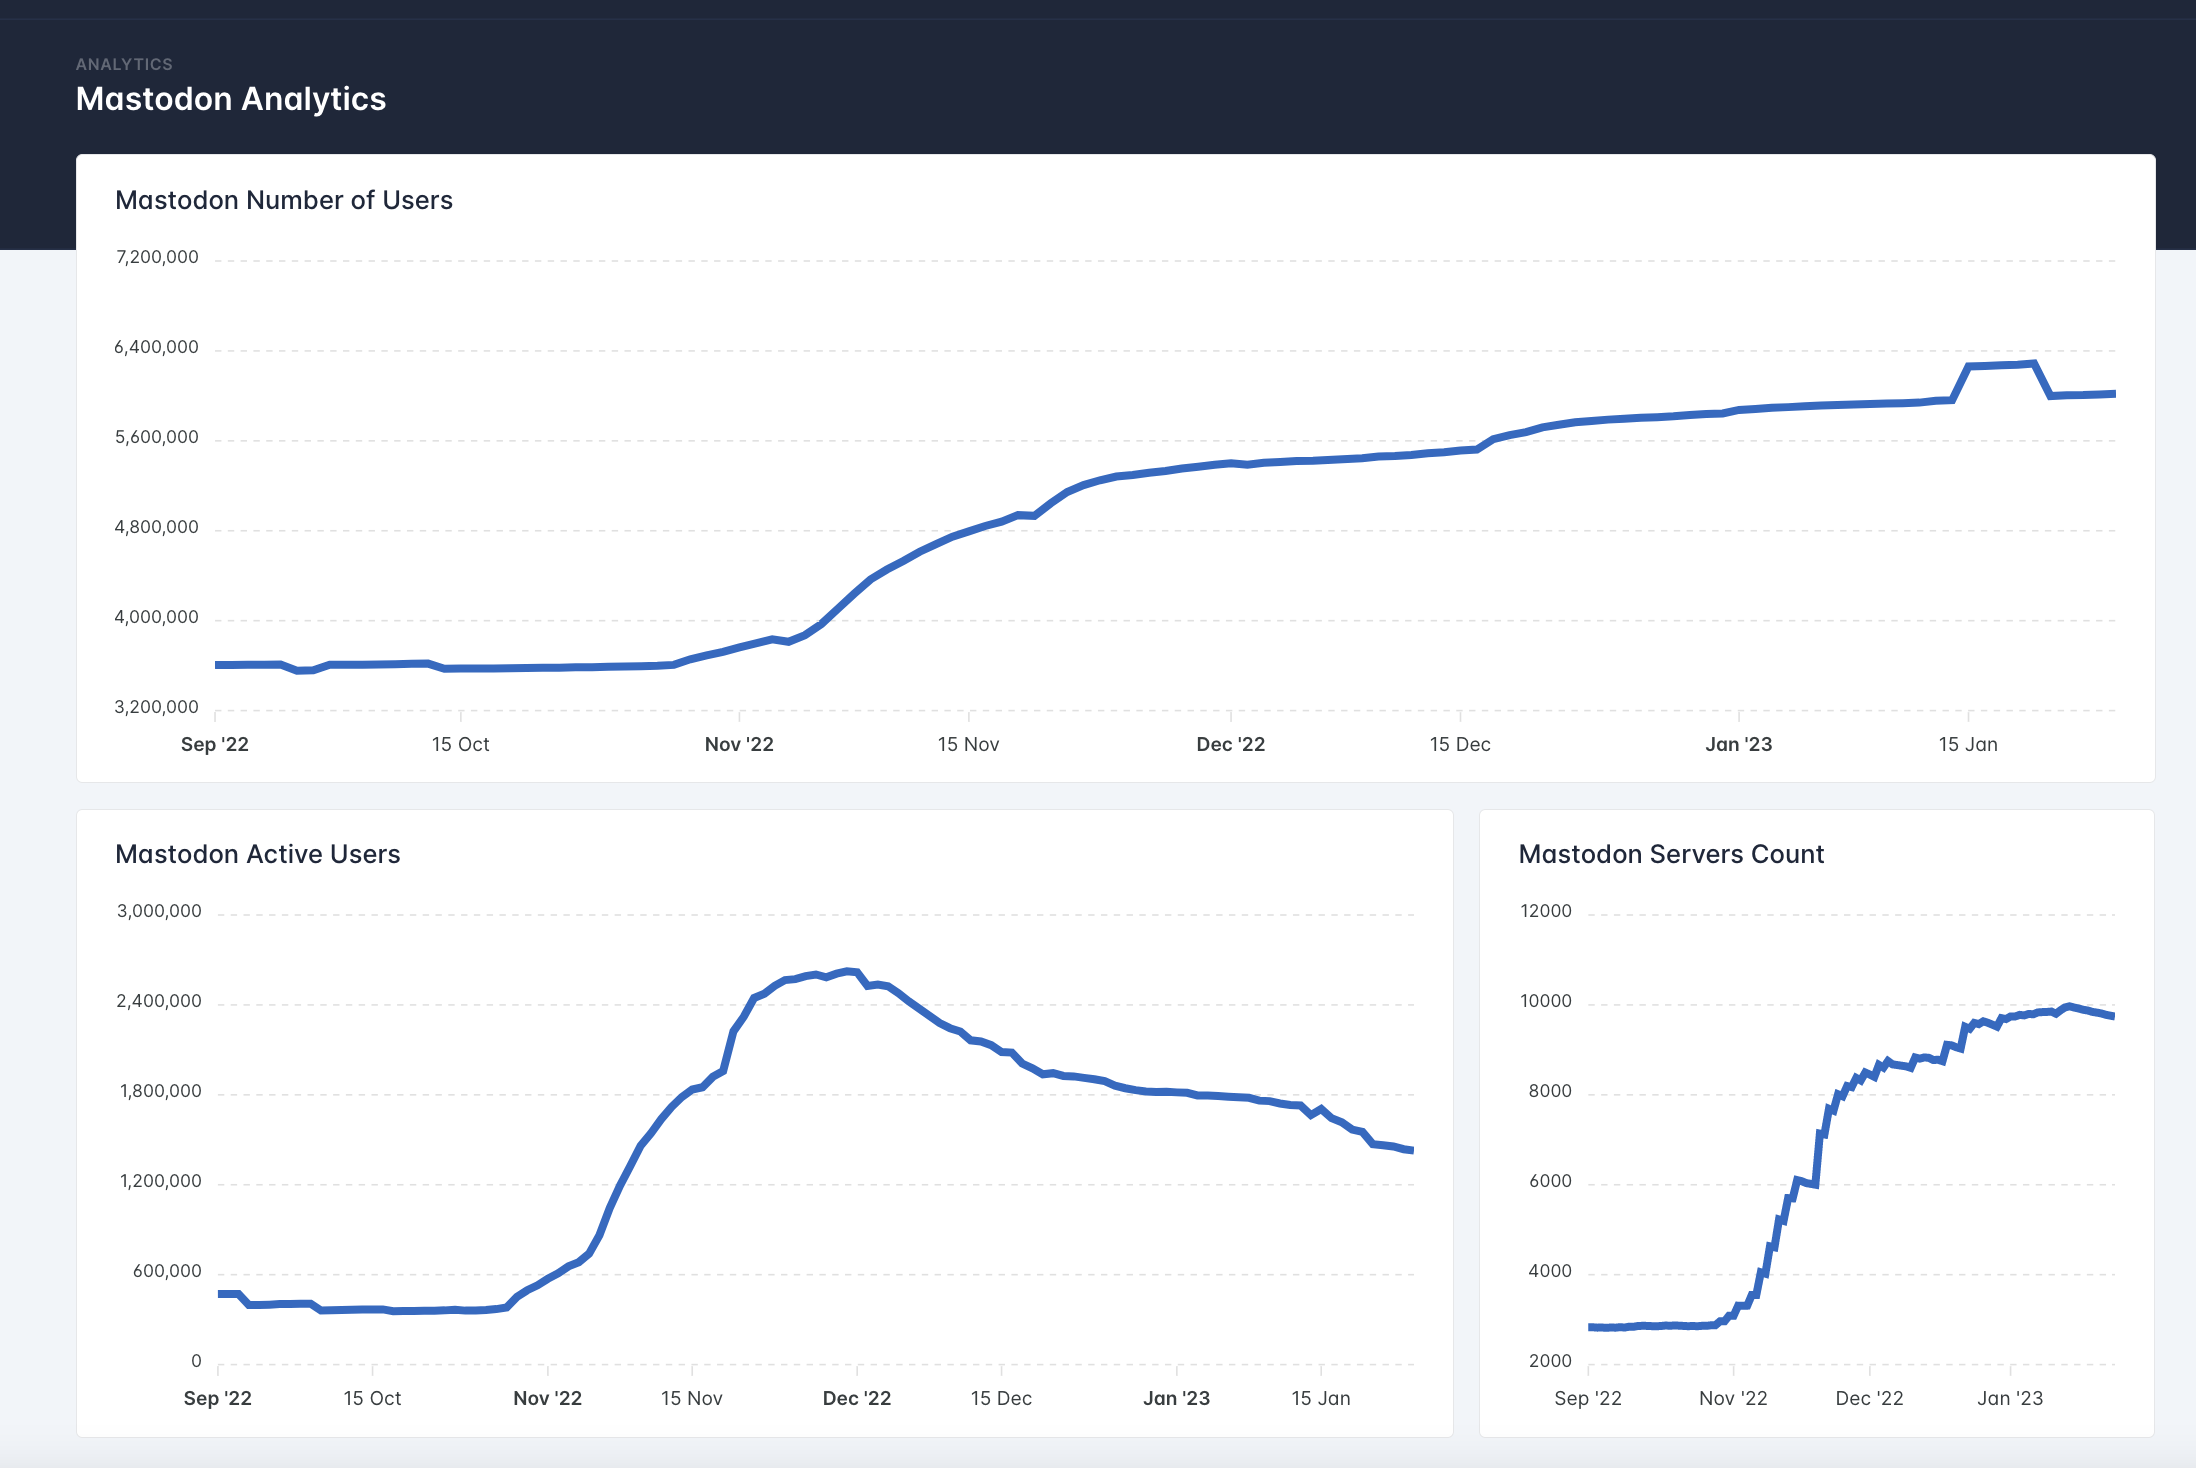 ANALYTICS
Mastodon Analytics
Mastodon Number of Users
7,200,000
6,400,000
5,600,000
4,800,000
4,000,000
3,200,000
Sep '22 15 Oct Nov '22 15 Nov Dec '22 15 Dec Jan '23 15 Jan
Mastodon Active Users
3,000,000
2,400,000
1,800,000
1,200,000
600,000
0
Sep '22 15 Oct Nov '22 15 Nov Dec '22 15 Dec Jan '23 15 Jan
Mastodon Servers Count
12000
10000
8000
6000
4000
2000
Sep '22 Nov '22 Dec '22 Jan '23